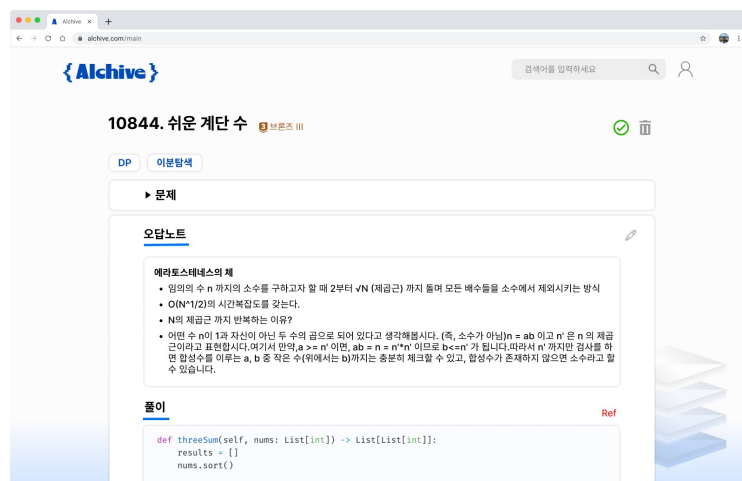 Alchive
alchive.com/main
{ Alchive }
검색어를 입력하세요
10844. 쉬운 계단 수 3 브론즈 III
DP 이분탐색
문제
오답노트
에라토스테네스의 체
• 임의의 수 n 까지의 소수를 구하고자 할 때 2부터 √N (제곱근) 까지 돌며 모든 배수들을 소수에서 제외시키는 방식
• O(N^1/2)의 시간복잡도를 갖는다.
• N의 제곱근 까지 반복하는 이유?
• 어떤 수 n이 1과 자신이 아닌 두 수의 곱으로 되어 있다고 생각해봅시다. (즉, 소수가 아님)n = ab 이고 n' 은 n 의 제곱
근이라고 표현합시다.여기서 만약,a >= n' 이면, ab = n = n'*n' 이므로 b<=n' 가 됩니다.따라서 n' 까지만 검사를 하
면 합성수를 이루는 a, b 중 작은 수(위에서는 b)까지는 충분히 체크할 수 있고, 합성수가 존재하지 않으면 소수라고 할
수 있습니다.
풀이
Ref
def threeSum(self, nums: List[int]) -> List[List[int]]:
results = []
nums.sort()